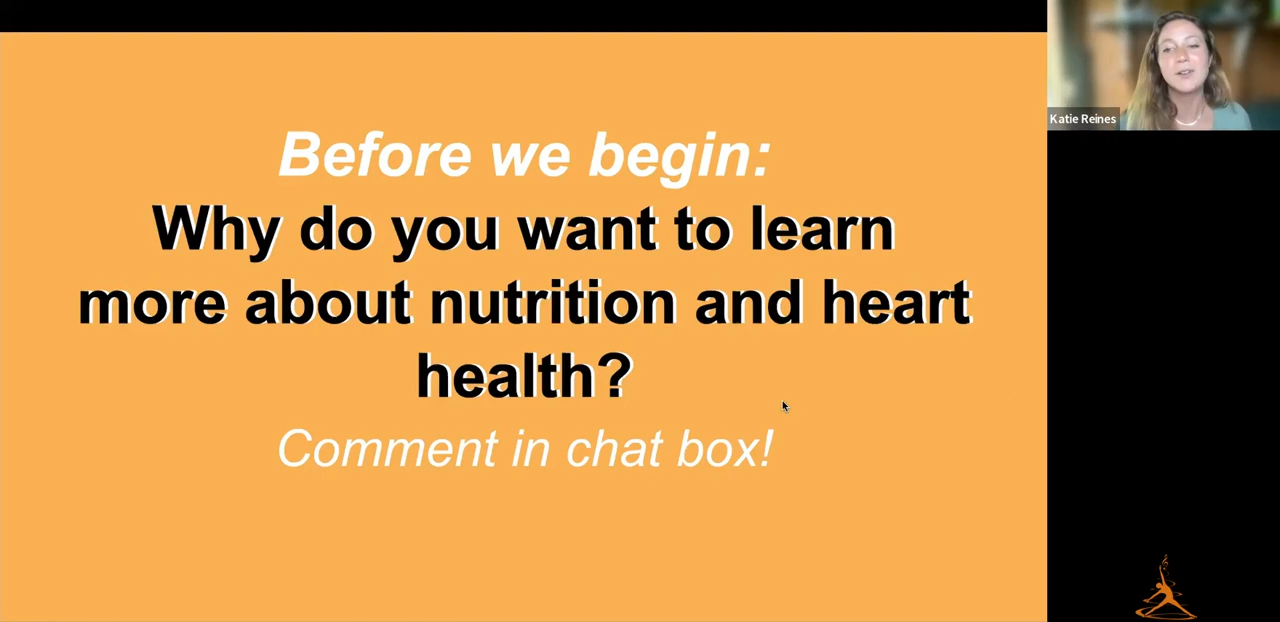 Before we begin:
Why do you want to learn
more about nutrition and heart
health?
Comment in chat box!
Katie Reines